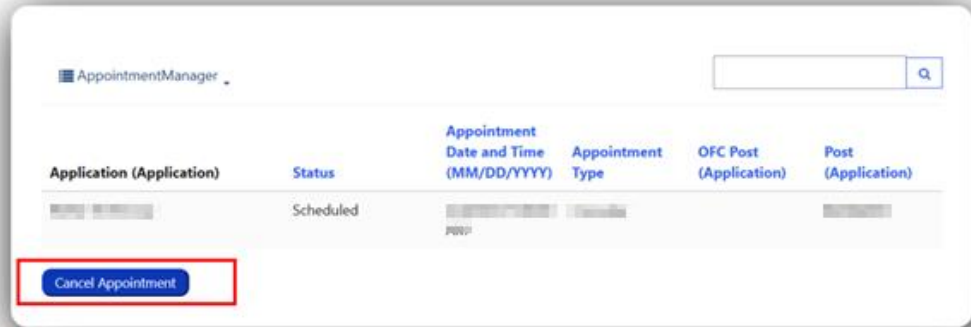 AppointmentManager
Appointment
Date and Time Appointment OFC Post Post
Application (Application) Status (MM/DD/YYYY) Type (Application) (Application)
Scheduled
Cancel Appointment